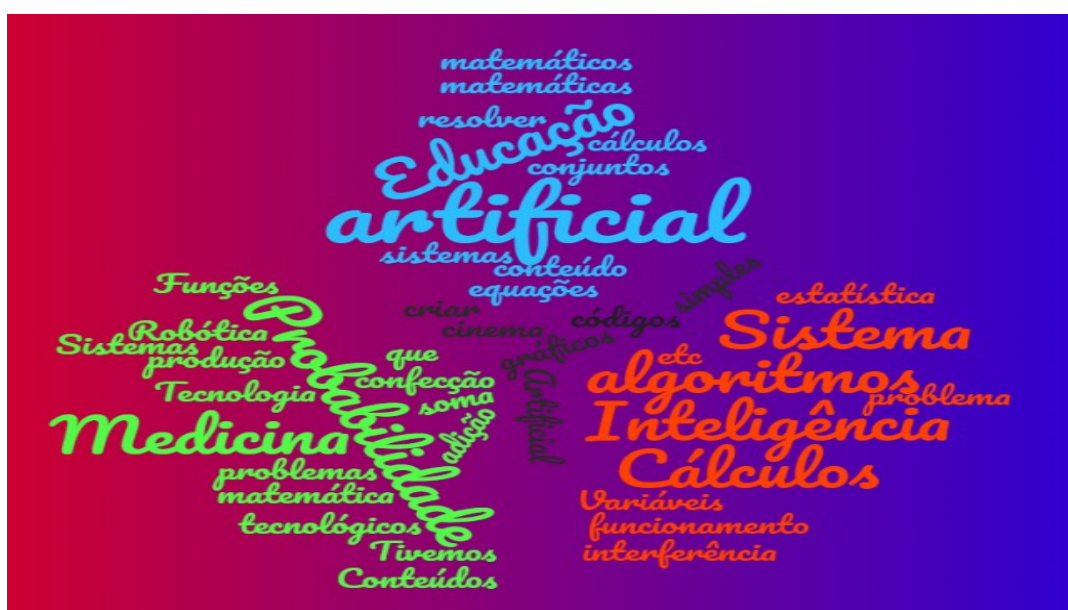 matemáticos
matemáticas
resolver
Educação
cálculos
conjuntos
artificial
sistemas
conteúdo
equações
Funções
Probabilidade
Robótica
Sistemas
produção
que
confecção
Tecnologia
soma
adição
Medicina
problemas
matemática
tecnológicos
Tivemos
Conteúdos
criar
cinema
códigos
simples
gráficos
Artificial
estatística
Sistema
etc
algoritmos
problema
Inteligência
Cálculos
Variáveis
funcionamento
interferência